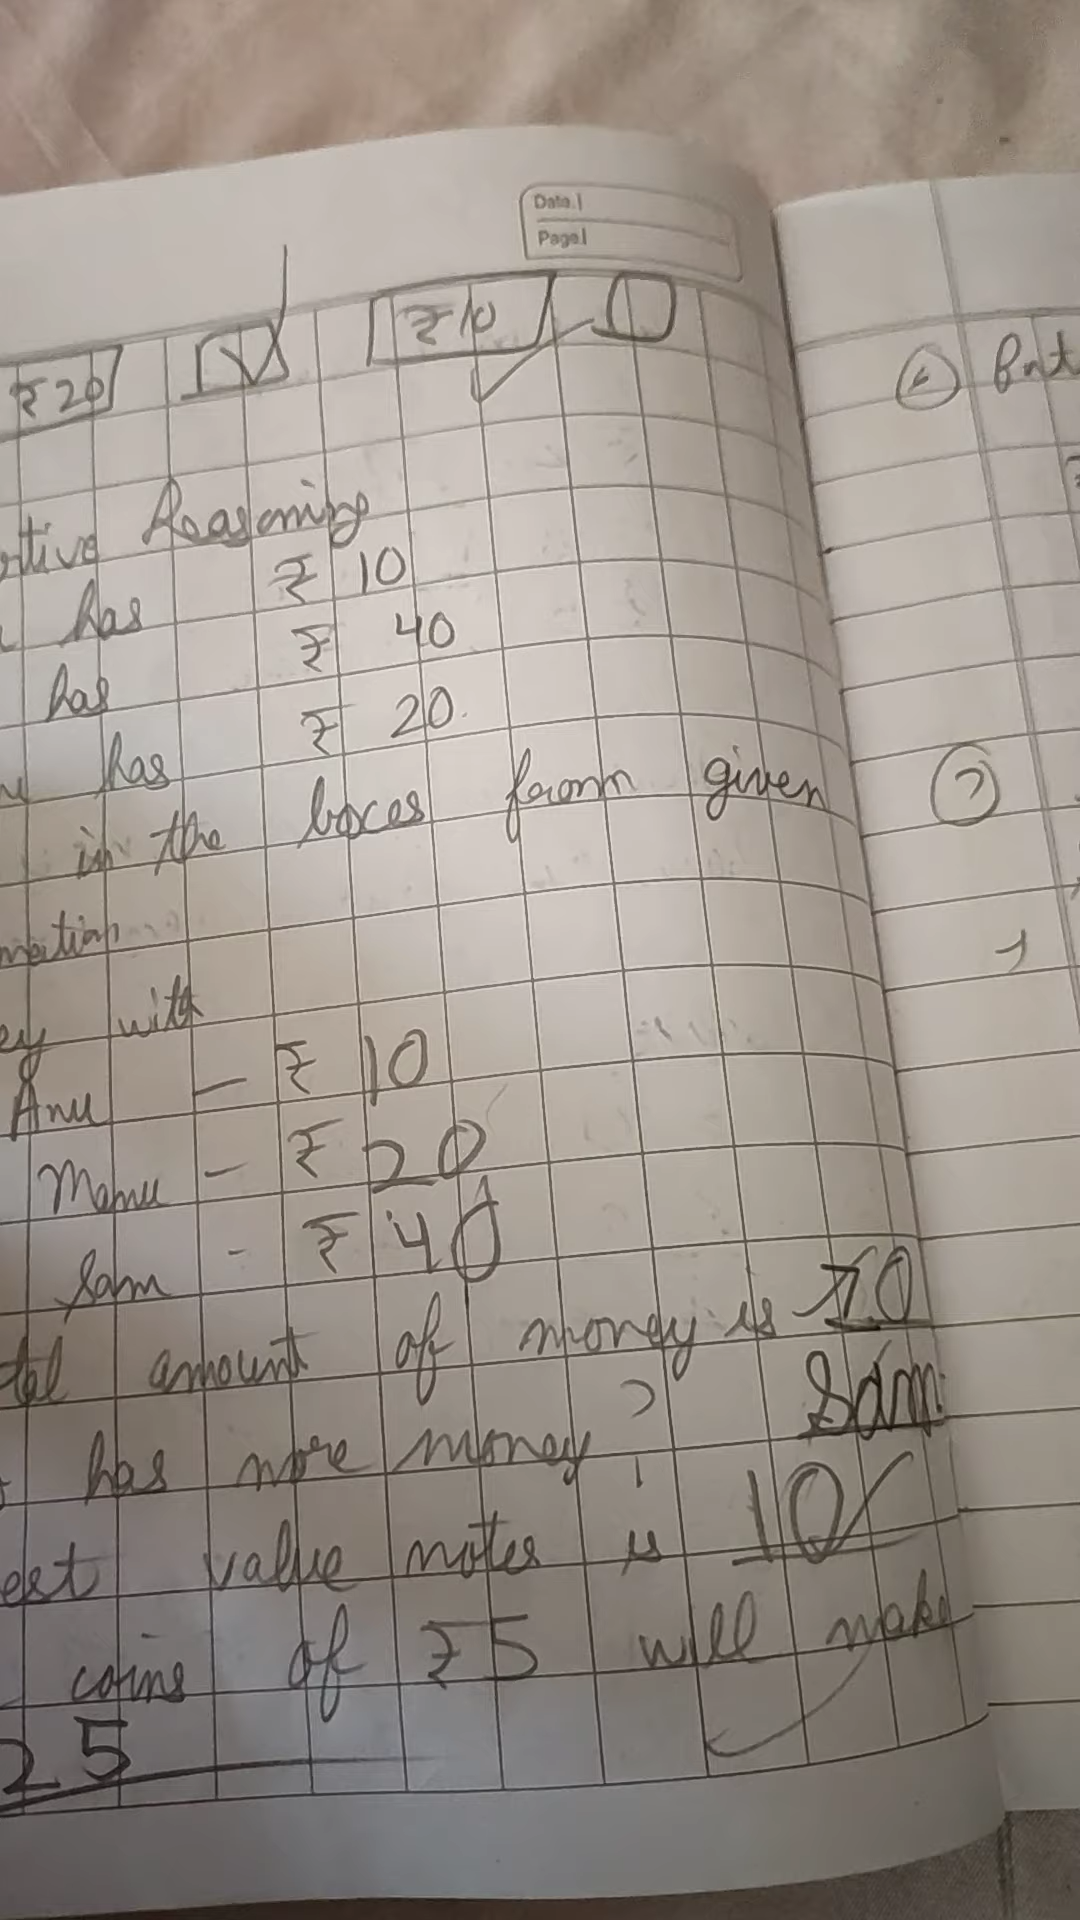 Date.|
Page|
₹20 ₹10
Reasoning
has ₹ 10
has ₹ 40
has ₹ 20.
in the boxes from given
with
Anu — ₹ 10
Manu — ₹ 20
Sam - ₹ 40
amount of money is 70
has more money ? Sam
value notes is 10
coins of ₹5 will make
25